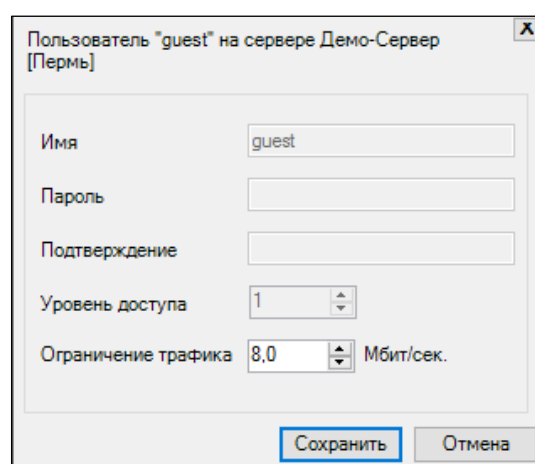 Пользователь "guest" на сервере Демо-Сервер
[Пермь]
X
Имя guest
Пароль
Подтверждение
Уровень доступа 1
Ограничение трафика 8,0 Мбит/сек.
Сохранить Отмена